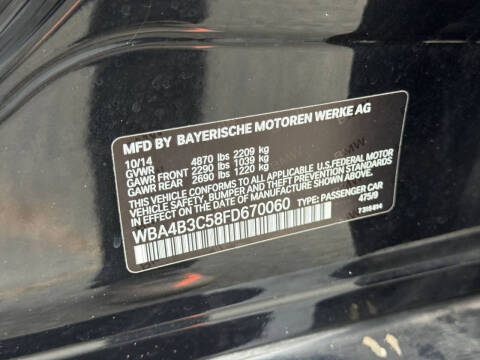 MFD BY BAYERISCHE MOTOREN WERKE AG
10/14
GVWR 4870 lbs 2209 kg
GAWR FRONT 2290 lbs 1039 kg
GAWR REAR 2690 lbs 1220 kg
THIS VEHICLE CONFORMS TO ALL APPLICABLE U.S.FEDERAL MOTOR
VEHICLE SAFETY, BUMPER AND THEFT PREVENTION STANDARDS IN
EFFECT ON THE DATE OF MANUFACTURE SHOWN ABOVE.
WBA4B3C58FD670060 TYPE: PASSENGER CAR
475/9